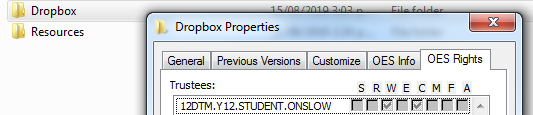 Dropbox 15/08/2019 3:03 p... File folder
Resources
Dropbox Properties
General Previous Versions Customize OES Info OES Rights
Trustees: S R W E C M F A
12DTM.Y12.STUDENT.ONSLOW